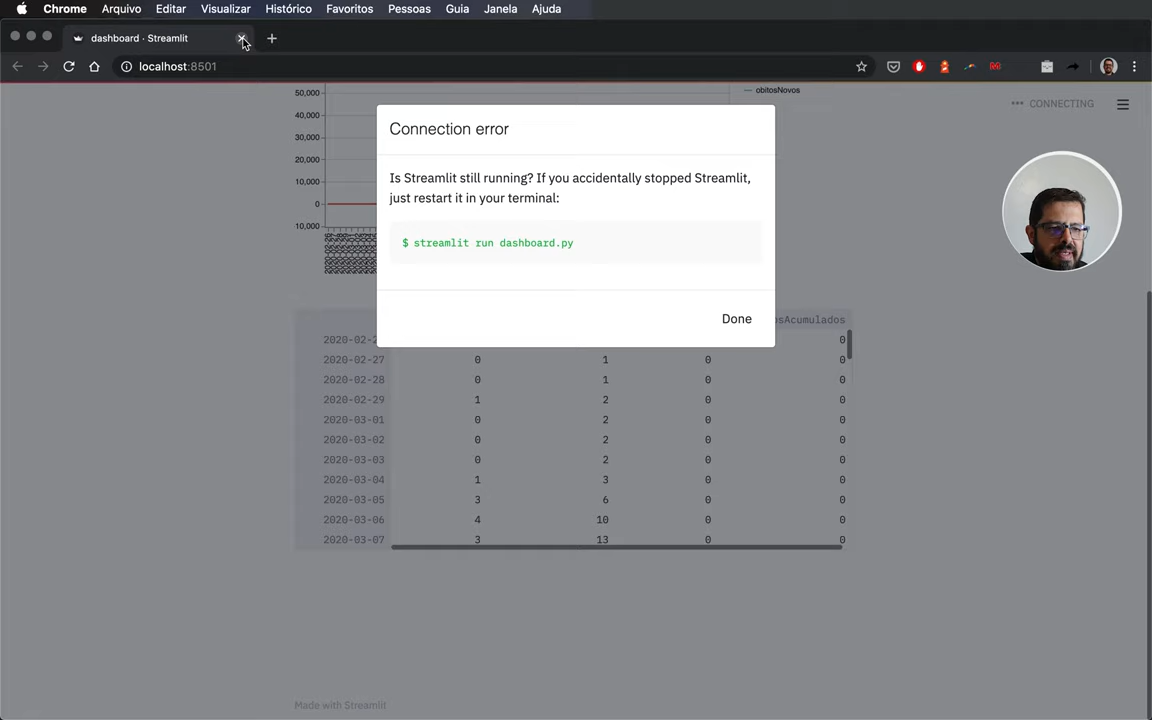 Chrome Arquivo Editar Visualizar Histórico Favoritos Pessoas Guia Janela Ajuda
dashboard · Streamlit
localhost:8501
50,000
obitosNovos
CONNECTING
40,000
30,000
20,000
10,000
0
10,000
Connection error
Is Streamlit still running? If you accidentally stopped Streamlit,
just restart it in your terminal:
$ streamlit run dashboard.py
Done
sAcumulados
0
2020-02-27 0 1 0 0
2020-02-28 0 1 0 0
2020-02-29 1 2 0 0
2020-03-01 0 2 0 0
2020-03-02 0 2 0 0
2020-03-03 0 2 0 0
2020-03-04 1 3 0 0
2020-03-05 3 6 0 0
2020-03-06 4 10 0 0
2020-03-07 3 13 0 0
Made with Streamlit